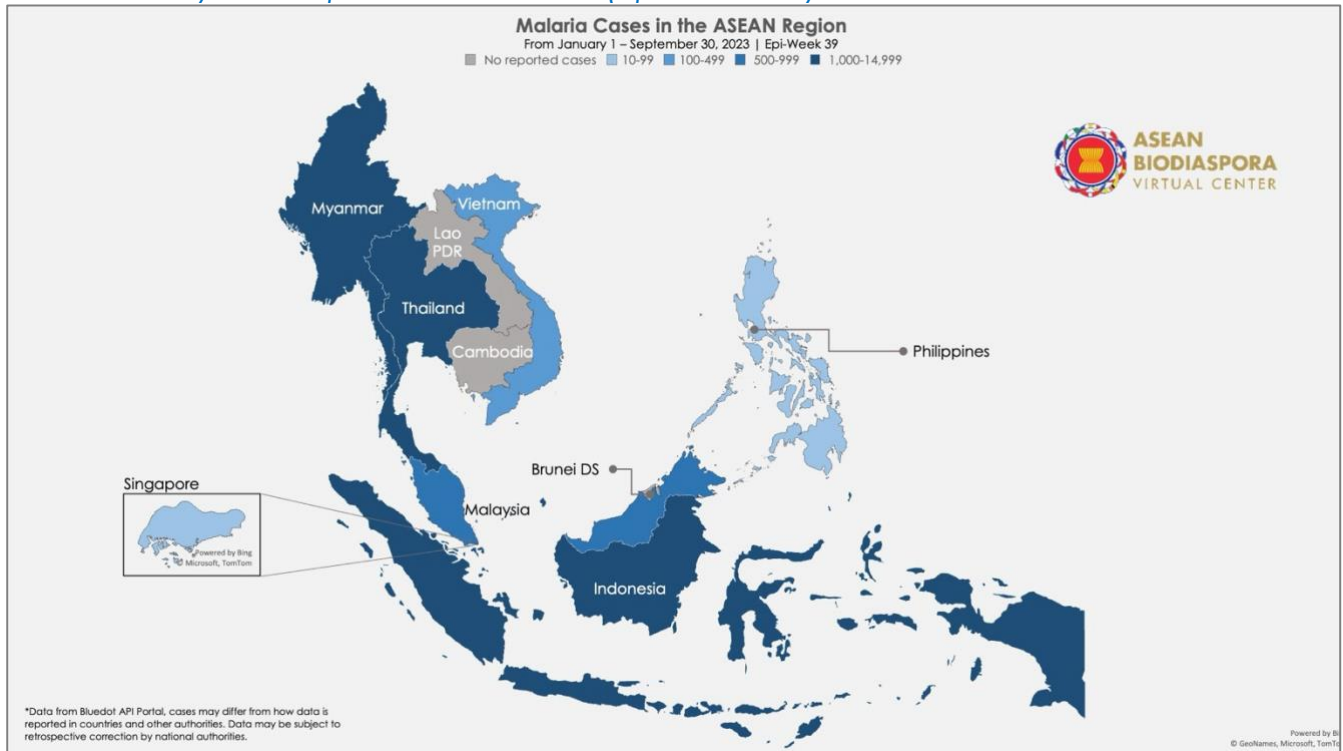 Malaria Cases in the ASEAN Region
From January 1 – September 30, 2023 | Epi-Week 39
No reported cases 10-99 100-499 500-999 1,000-14,999
ASEAN
BIODIASPORA
VIRTUAL CENTER
Myanmar
Vietnam
Lao
PDR
Thailand
Cambodia
Philippines
Brunei DS
Singapore
Malaysia
Powered by Bing
Microsoft, TomTom
Indonesia
*Data from Bluedot API Portal, cases may differ from how data is
reported in countries and other authorities. Data may be subject to
retrospective correction by national authorities.
Powered by
© GeoNames, Microsoft,